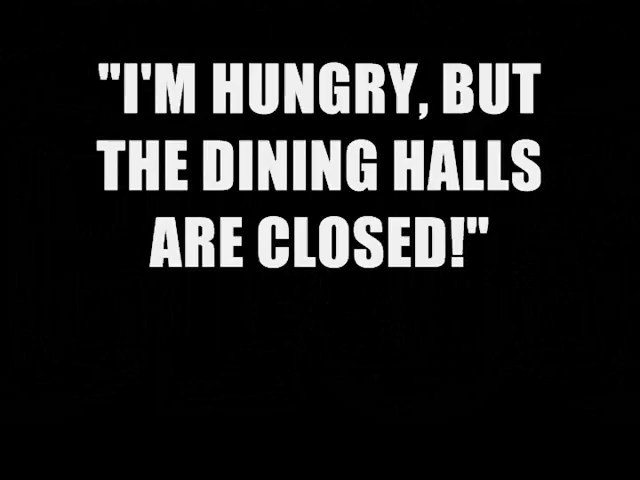 "I'M HUNGRY, BUT
THE DINING HALLS
ARE CLOSED!"